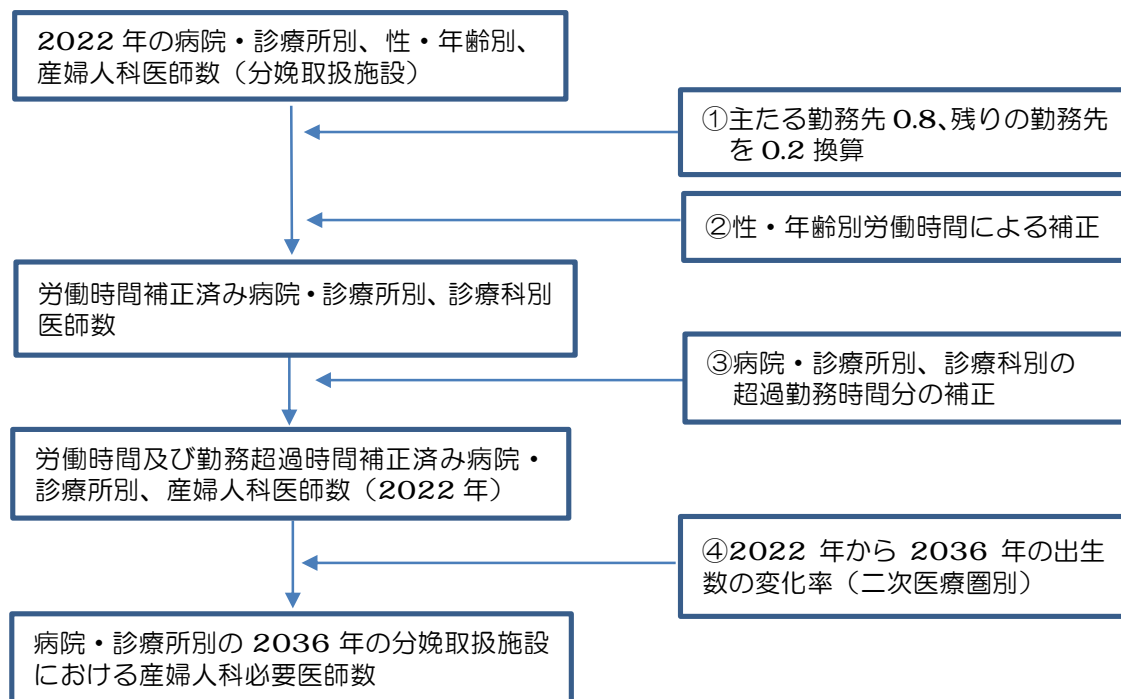 2022 年の病院・診療所別、性・年齢別、
産婦人科医師数（分娩取扱施設）
①主たる勤務先 0.8、残りの勤務先
を 0.2 換算
②性・年齢別労働時間による補正
労働時間補正済み病院・診療所別、診療科別
医師数
③病院・診療所別、診療科別の
超過勤務時間分の補正
労働時間及び勤務超過時間補正済み病院・
診療所別、産婦人科医師数（2022 年）
④2022 年から 2036 年の出生
数の変化率（二次医療圏別）
病院・診療所別の 2036 年の分娩取扱施設
における産婦人科必要医師数